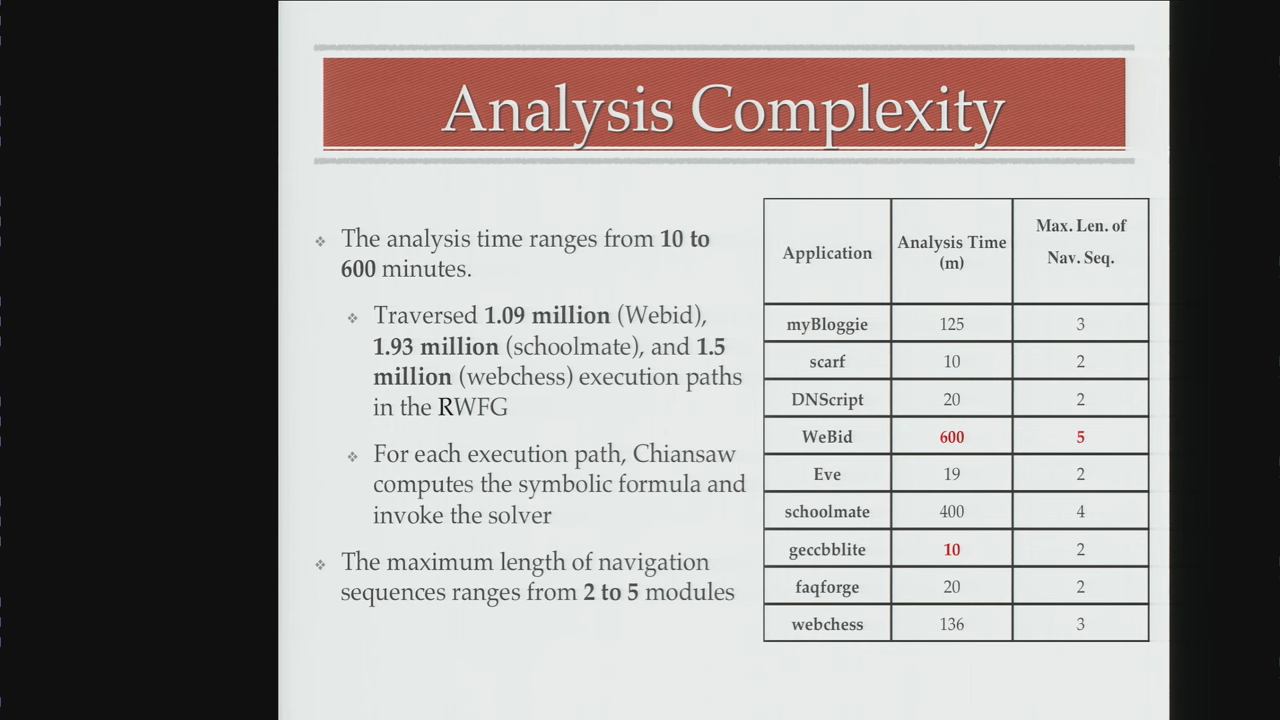 Analysis Complexity
❖ The analysis time ranges from 10 to
600 minutes.
❖ Traversed 1.09 million (Webid),
1.93 million (schoolmate), and 1.5
million (webchess) execution paths
in the RWFG
❖ For each execution path, Chiansaw
computes the symbolic formula and
invoke the solver
❖ The maximum length of navigation
sequences ranges from 2 to 5 modules
Application Analysis Time (m) Max. Len. of Nav. Seq.
myBloggie 125 3
scarf 10 2
DNScript 20 2
WeBid 600 5
Eve 19 2
schoolmate 400 4
geccbblite 10 2
faqforge 20 2
webchess 136 3